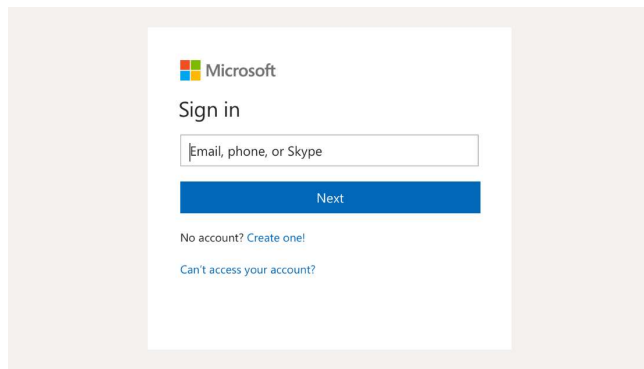 Microsoft
Sign in
Email, phone, or Skype
Next
No account? Create one!
Can't access your account?